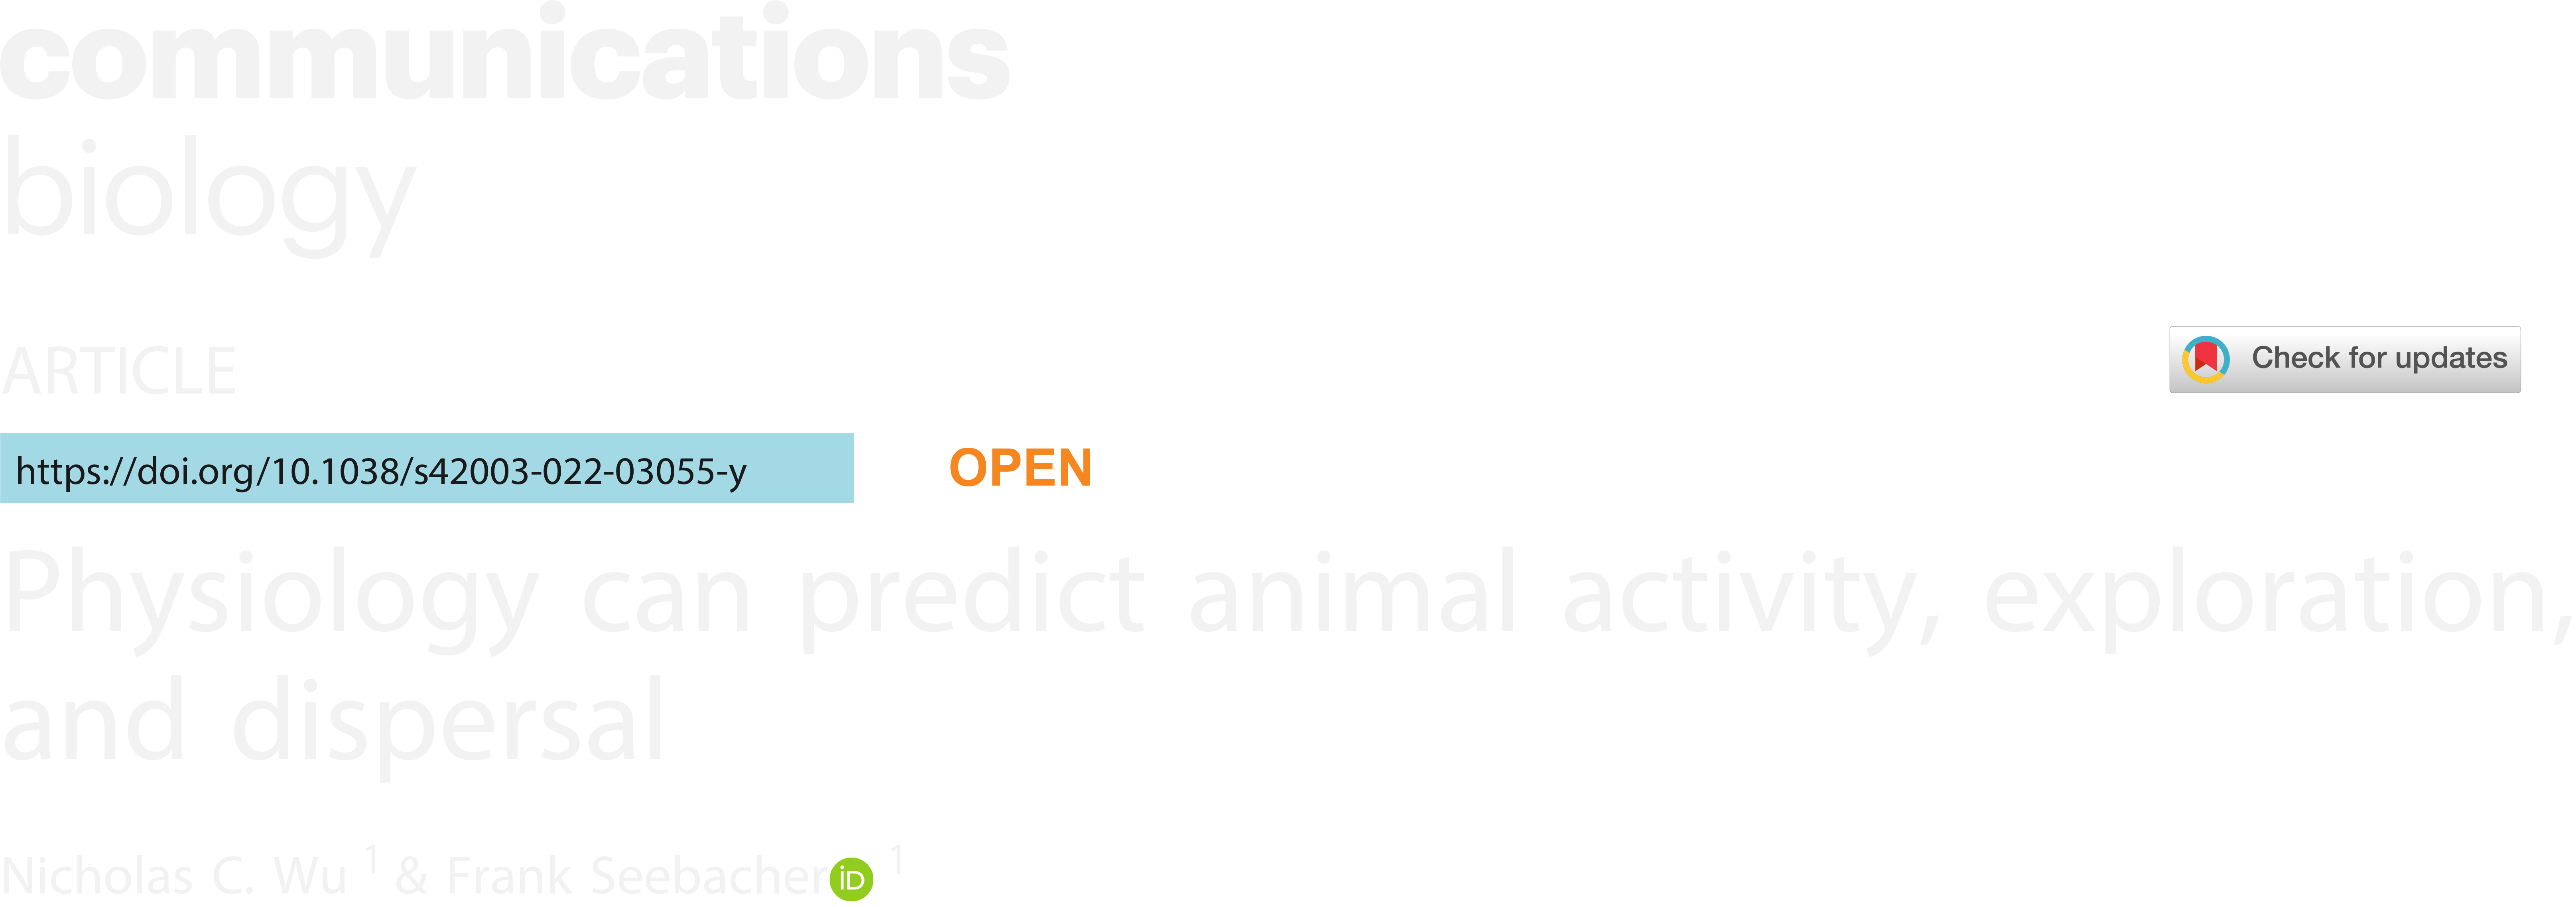 communications
biology
ARTICLE
Check for updates
https://doi.org/10.1038/s42003-022-03055-y
OPEN
Physiology can predict animal activity, exploration,
and dispersal
Nicholas C. Wu 1 & Frank Seebacher iD 1